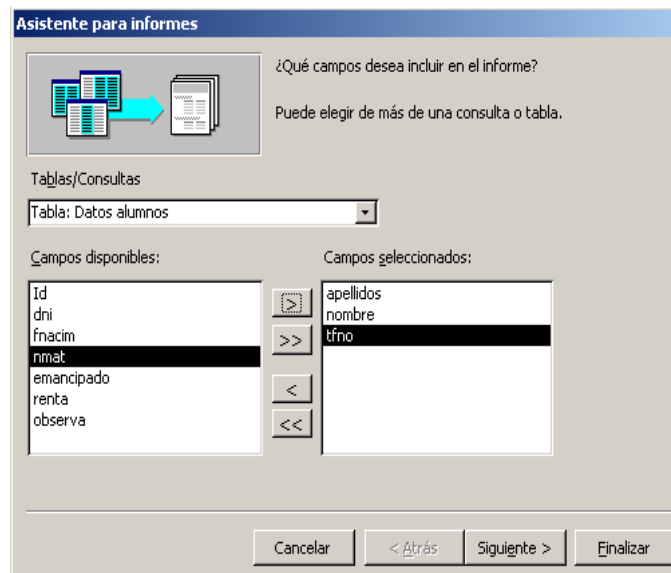 Asistente para informes
¿Qué campos desea incluir en el informe?
Puede elegir de más de una consulta o tabla.
Tablas/Consultas
Tabla: Datos alumnos
Campos disponibles:
Id
dni
fnacim
nmat
emancipado
renta
observa
>
>>
<
<<
Campos seleccionados:
apellidos
nombre
tfno
Cancelar
< Atrás
Siguiente >
Finalizar